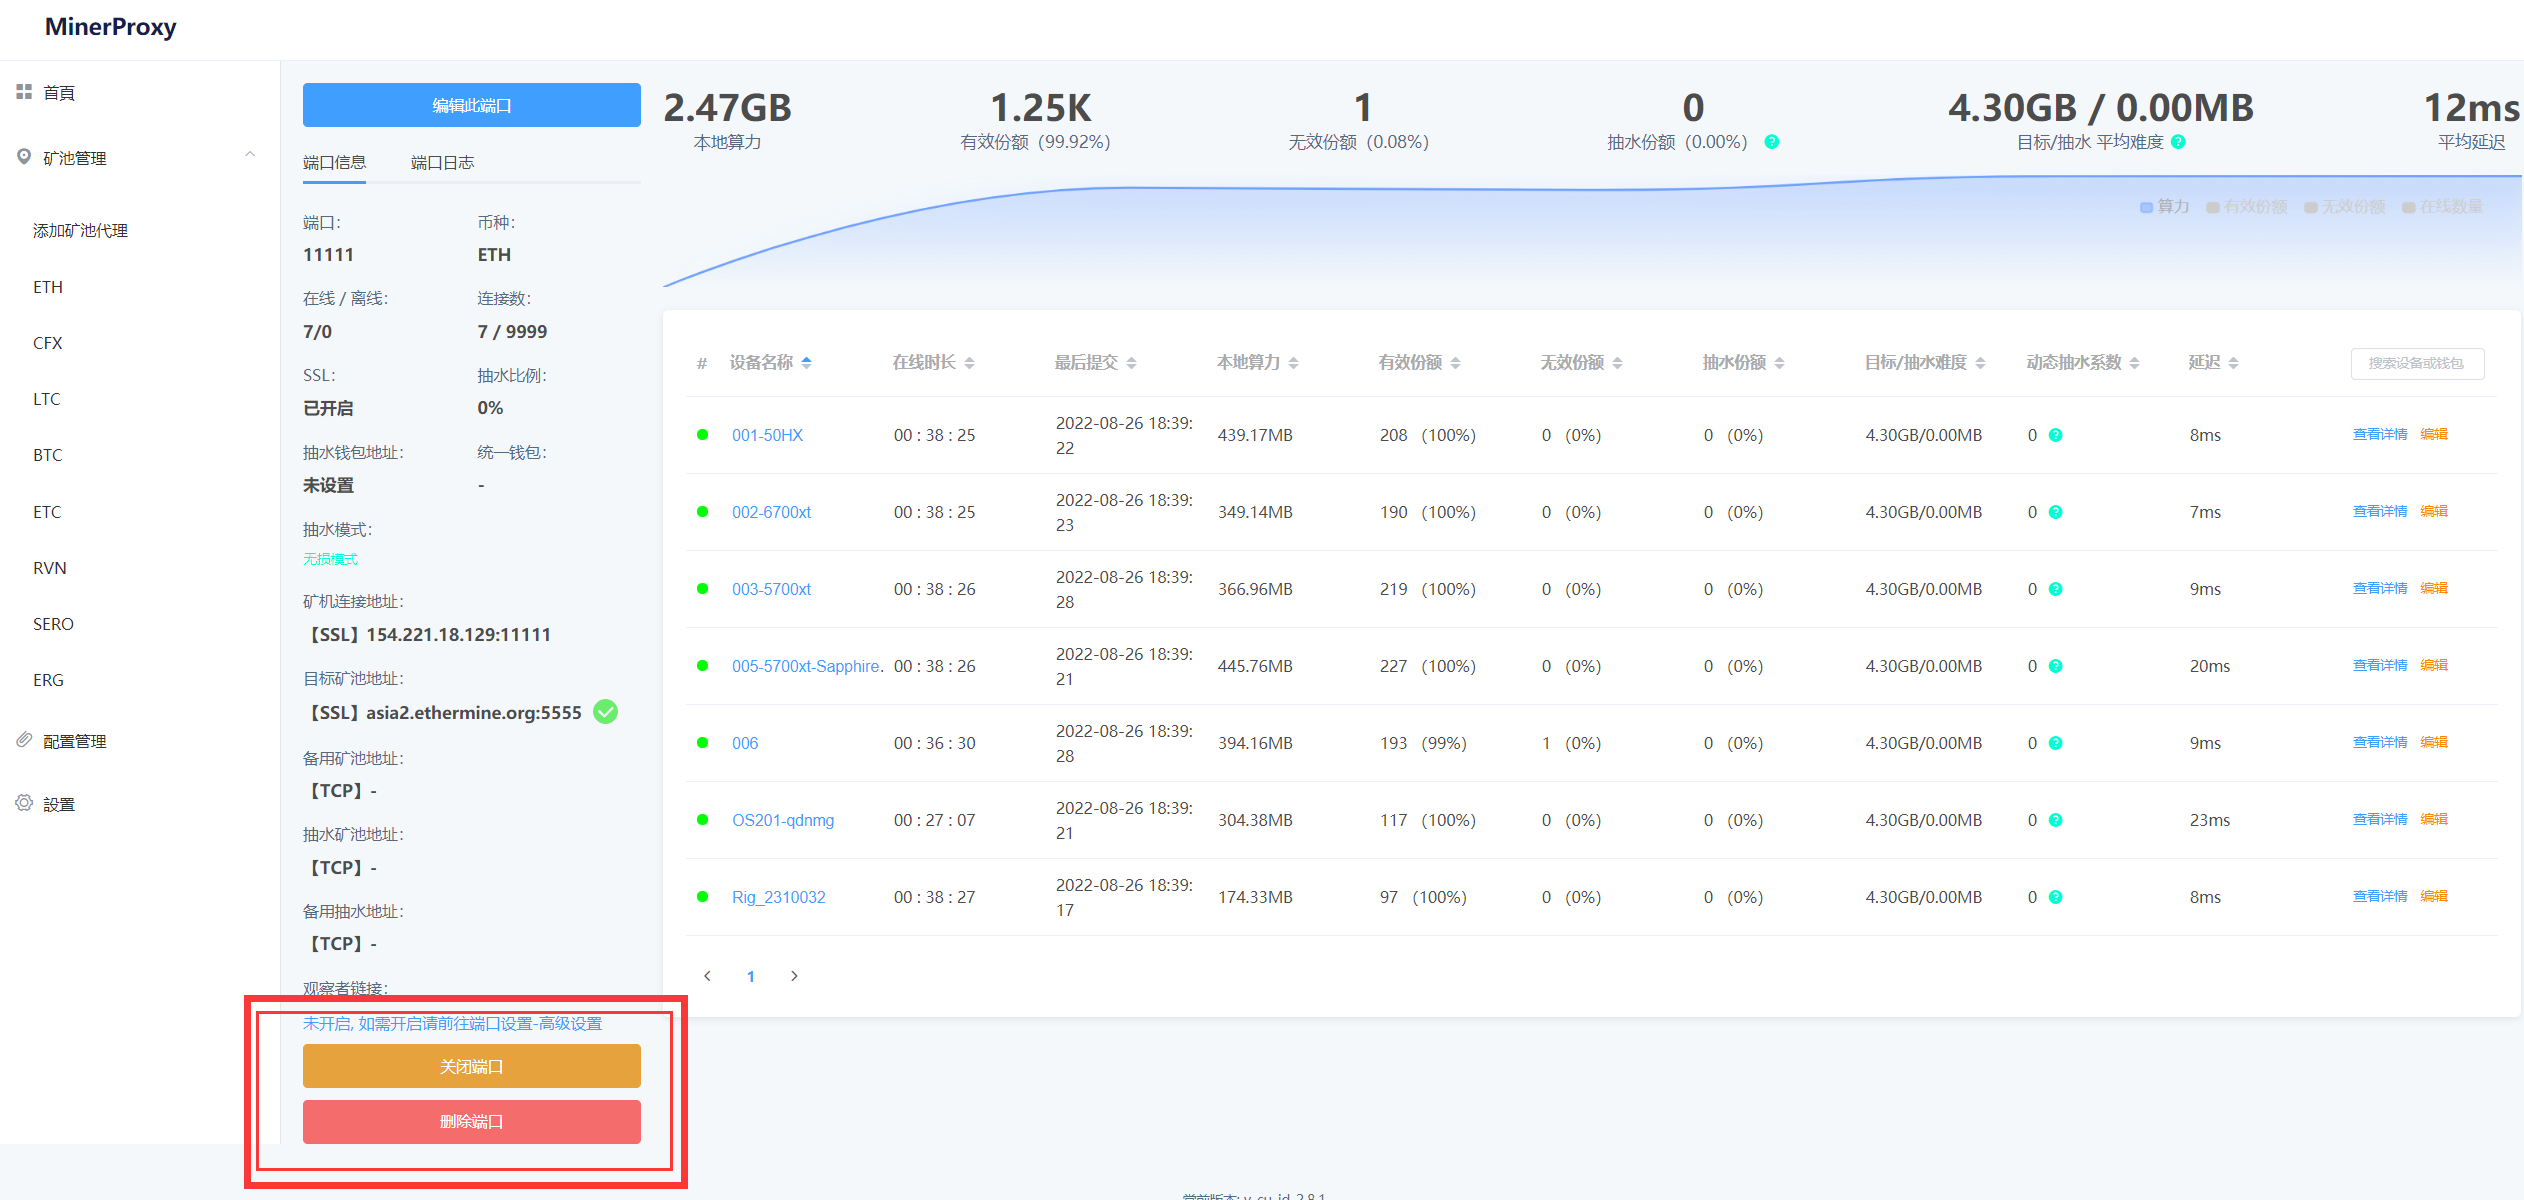 MinerProxy
首頁
矿池管理
添加矿池代理
ETH
CFX
LTC
BTC
ETC
RVN
SERO
ERG
配置管理
設置
编辑此端口
端口信息 端口日志
端口: 币种:
11111 ETH
在线 / 离线: 连接数:
7/0 7 / 9999
SSL: 抽水比例:
已开启 0%
抽水钱包地址: 统一钱包:
未设置 -
抽水模式:
无损模式
矿机连接地址:
【SSL】154.221.18.129:11111
目标矿池地址:
【SSL】asia2.ethermine.org:5555
备用矿池地址:
【TCP】-
抽水矿池地址:
【TCP】-
备用抽水地址:
【TCP】-
观察者链接:
未开启, 如需开启请前往端口设置-高级设置
关闭端口
删除端口
2.47GB 1.25K 1 0 4.30GB / 0.00MB 12ms
本地算力 有效份额（99.92%） 无效份额（0.08%） 抽水份额（0.00%） 目标/抽水 平均难度 平均延迟
算力 有效份额 无效份额 在线数量
# 设备名称 在线时长 最后提交 本地算力 有效份额 无效份额 抽水份额 目标/抽水难度 动态抽水系数 延迟 搜索设备或钱包
001-50HX 00 : 38 : 25 2022-08-26 18:39:22 439.17MB 208 (100%) 0 (0%) 0 (0%) 4.30GB/0.00MB 0 8ms 查看详情 编辑
002-6700xt 00 : 38 : 25 2022-08-26 18:39:23 349.14MB 190 (100%) 0 (0%) 0 (0%) 4.30GB/0.00MB 0 7ms 查看详情 编辑
003-5700xt 00 : 38 : 26 2022-08-26 18:39:28 366.96MB 219 (100%) 0 (0%) 0 (0%) 4.30GB/0.00MB 0 9ms 查看详情 编辑
005-5700xt-Sapphire. 00 : 38 : 26 2022-08-26 18:39:21 445.76MB 227 (100%) 0 (0%) 0 (0%) 4.30GB/0.00MB 0 20ms 查看详情 编辑
006 00 : 36 : 30 2022-08-26 18:39:28 394.16MB 193 (99%) 1 (0%) 0 (0%) 4.30GB/0.00MB 0 9ms 查看详情 编辑
OS201-qdnmg 00 : 27 : 07 2022-08-26 18:39:21 304.38MB 117 (100%) 0 (0%) 0 (0%) 4.30GB/0.00MB 0 23ms 查看详情 编辑
Rig_2310032 00 : 38 : 27 2022-08-26 18:39:17 174.33MB 97 (100%) 0 (0%) 0 (0%) 4.30GB/0.00MB 0 8ms 查看详情 编辑
1